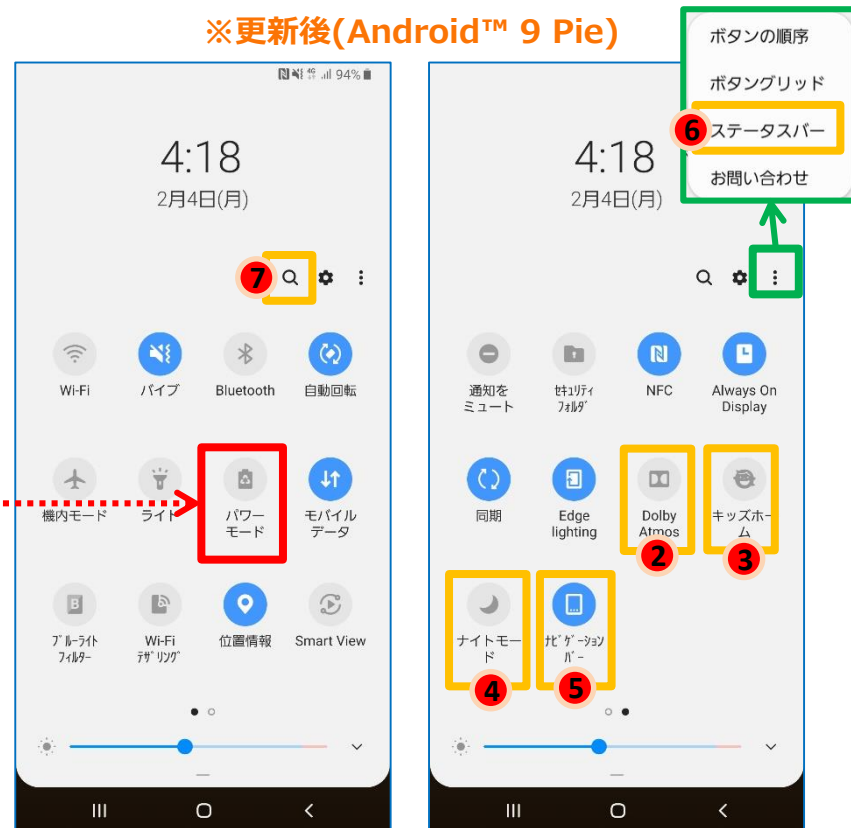 ※更新後(Android™ 9 Pie)
94%
4:18
2月4日(月)
7
Wi-Fi
バイブ
Bluetooth
自動回転
機内モード
ライト
パワー
モード
モバイル
データ
ﾌﾞﾙｰﾗｲﾄ
ﾌｨﾙﾀｰ
Wi-Fi
ﾃｻﾞﾘﾝｸﾞ
位置情報
Smart View
ボタンの順序
ボタングリッド
6
ステータスバー
お問い合わせ
4:18
2月4日(月)
通知を
ミュート
ｾｷｭﾘﾃｨ
ﾌｫﾙﾀﾞ
NFC
Always On
Display
同期
Edge
lighting
Dolby
Atmos
2
キッズホー
ム
3
ナイトモー
ド
4
ﾅﾋﾞｹﾞｰｼｮﾝ
ﾊﾞｰ
5